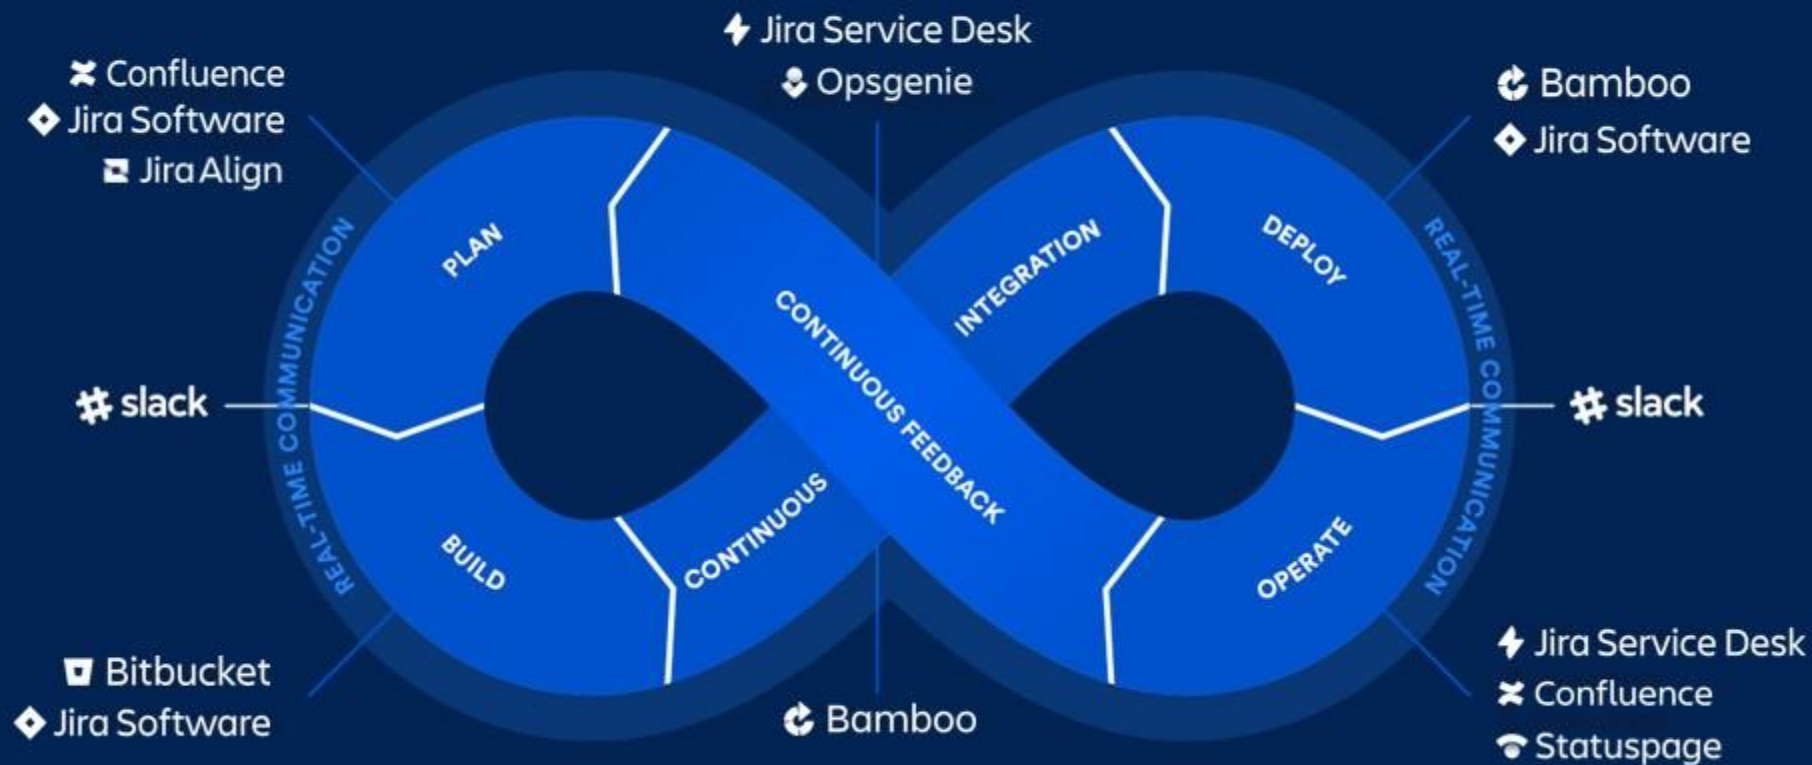 Jira Service Desk
Opsgenie
Confluence
Jira Software
Jira Align
Bamboo
Jira Software
PLAN
CONTINUOUS FEEDBACK
INTEGRATION
DEPLOY
REAL-TIME COMMUNICATION
REAL-TIME COMMUNICATION
slack
slack
BUILD
CONTINUOUS
OPERATE
Bitbucket
Jira Software
Bamboo
Jira Service Desk
Confluence
Statuspage